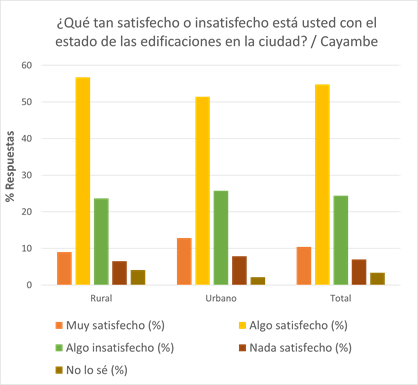 ¿Qué tan satisfecho o insatisfecho está usted con el
estado de las edificaciones en la ciudad? / Cayambe
60
50
40
30
20
10
0
% Respuestas
Rural
Urbano
Total
Muy satisfecho (%)
Algo satisfecho (%)
Algo insatisfecho (%)
Nada satisfecho (%)
No lo sé (%)